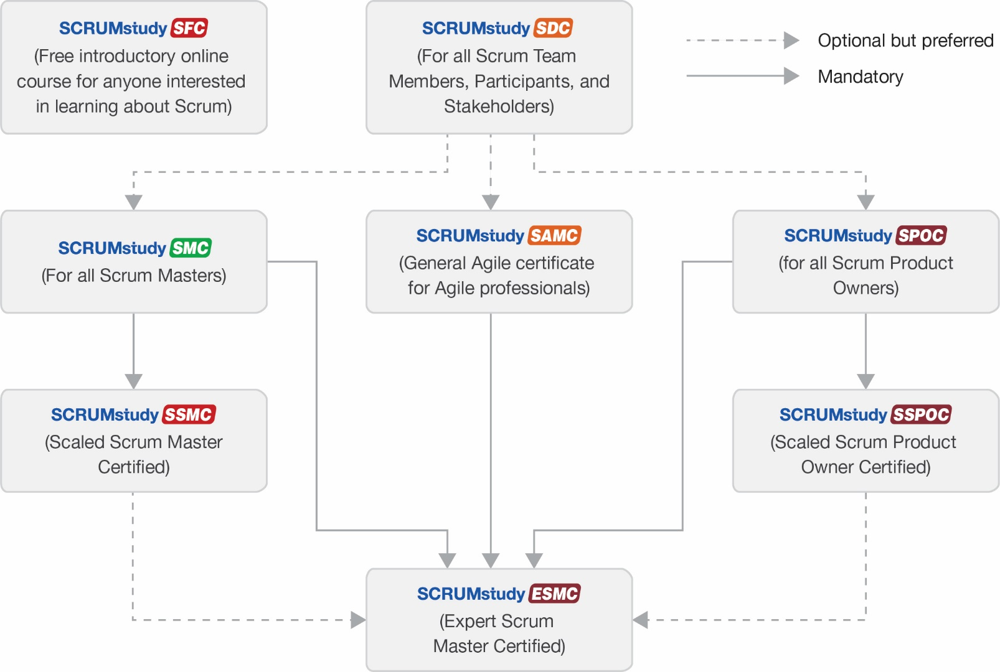 SCRUMstudy SFC
(Free introductory online
course for anyone interested
in learning about Scrum)
SCRUMstudy SDC
(For all Scrum Team
Members, Participants, and
Stakeholders)
Optional but preferred
Mandatory
SCRUMstudy SMC
(For all Scrum Masters)
SCRUMstudy SAMC
(General Agile certificate
for Agile professionals)
SCRUMstudy SPOC
(for all Scrum Product
Owners)
SCRUMstudy SSMC
(Scaled Scrum Master
Certified)
SCRUMstudy SSPOC
(Scaled Scrum Product
Owner Certified)
SCRUMstudy ESMC
(Expert Scrum
Master Certified)